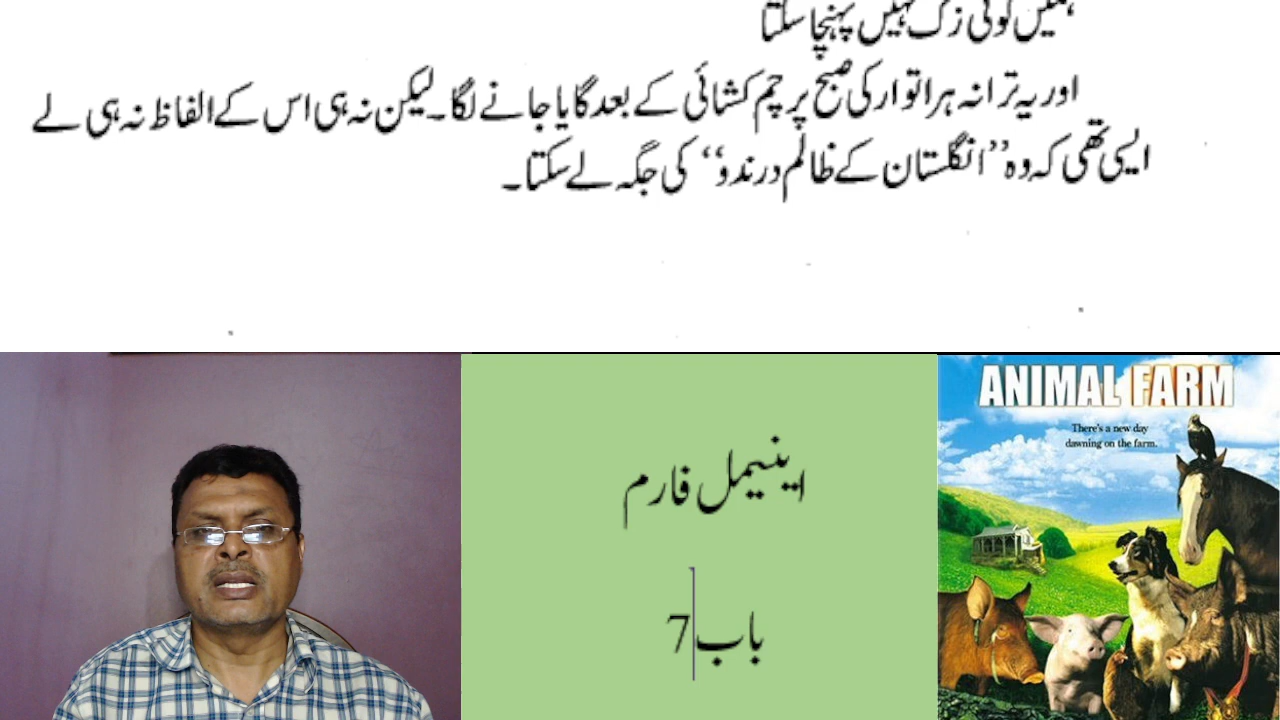 ہمیں کوئی زک نہیں پہنچا سکتا
اور یہ ترانہ ہر اتوار کی صبح پرچم کشائی کے بعد گایا جانے لگا۔ لیکن نہ ہی اس کے الفاظ نہ ہی لے
ایسی تھی کہ وہ ”انگلستان کے ظالم درندو“ کی جگہ لے سکتا۔
اینیمل فارم
باب 7
ANIMAL FARM
There's a new day
dawning on the farm.